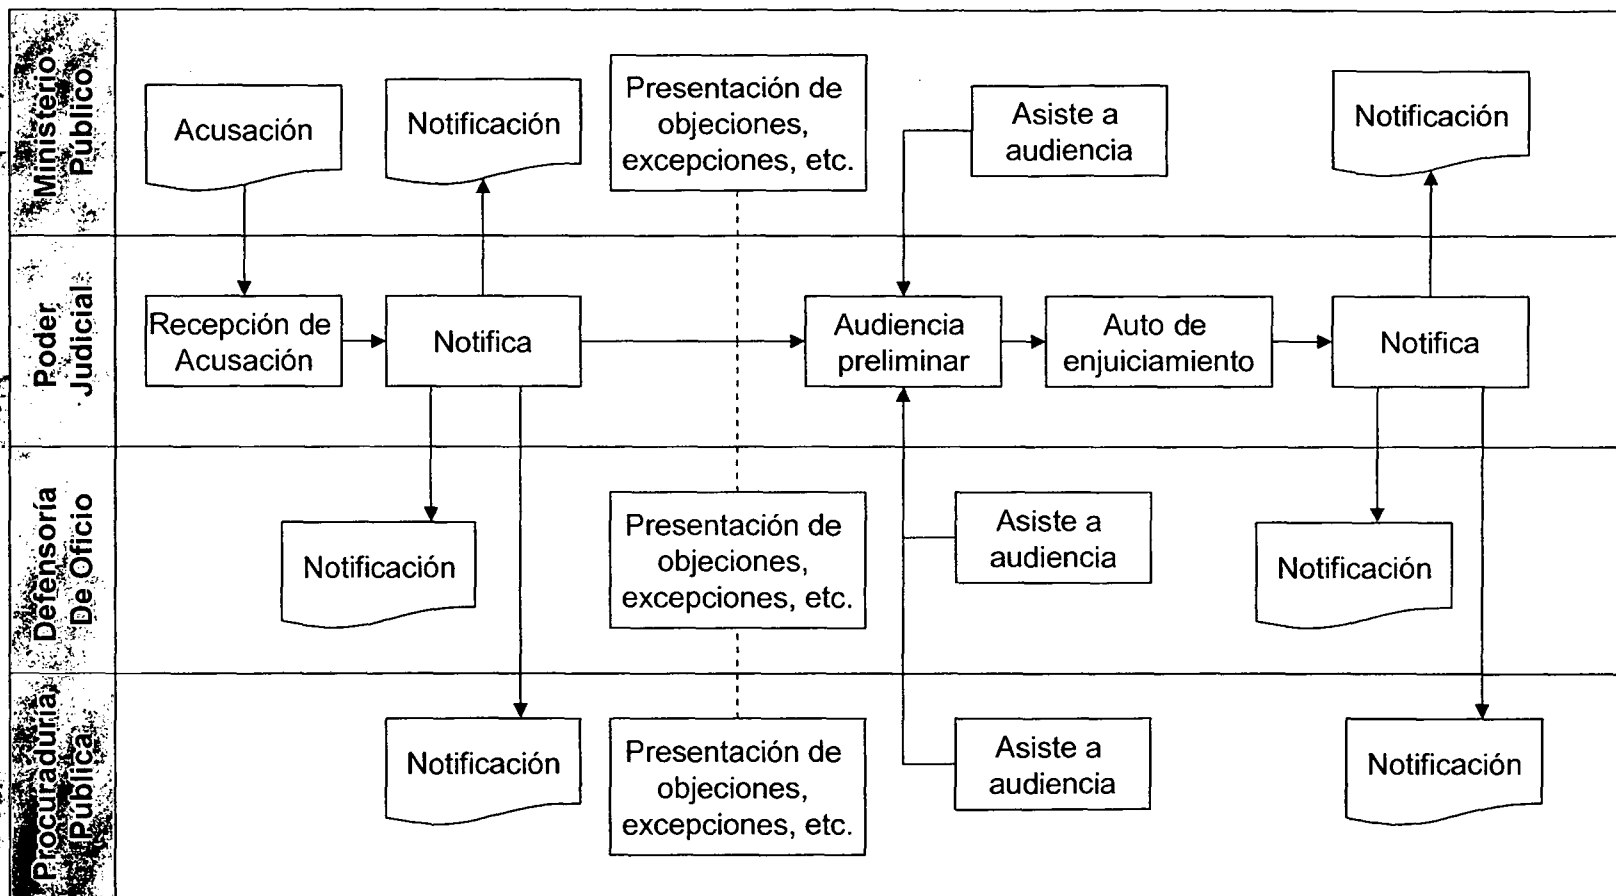 Ministerio
Público
Acusación
Notificación
Presentación de
objeciones,
excepciones, etc.
Asiste a
audiencia
Notificación
Poder
Judicial
Recepción de
Acusación
Notifica
Audiencia
preliminar
Auto de
enjuiciamiento
Notifica
Defensoría
De Oficio
Notificación
Presentación de
objeciones,
excepciones, etc.
Asiste a
audiencia
Notificación
Procuraduría
Pública
Notificación
Presentación de
objeciones,
excepciones, etc.
Asiste a
audiencia
Notificación